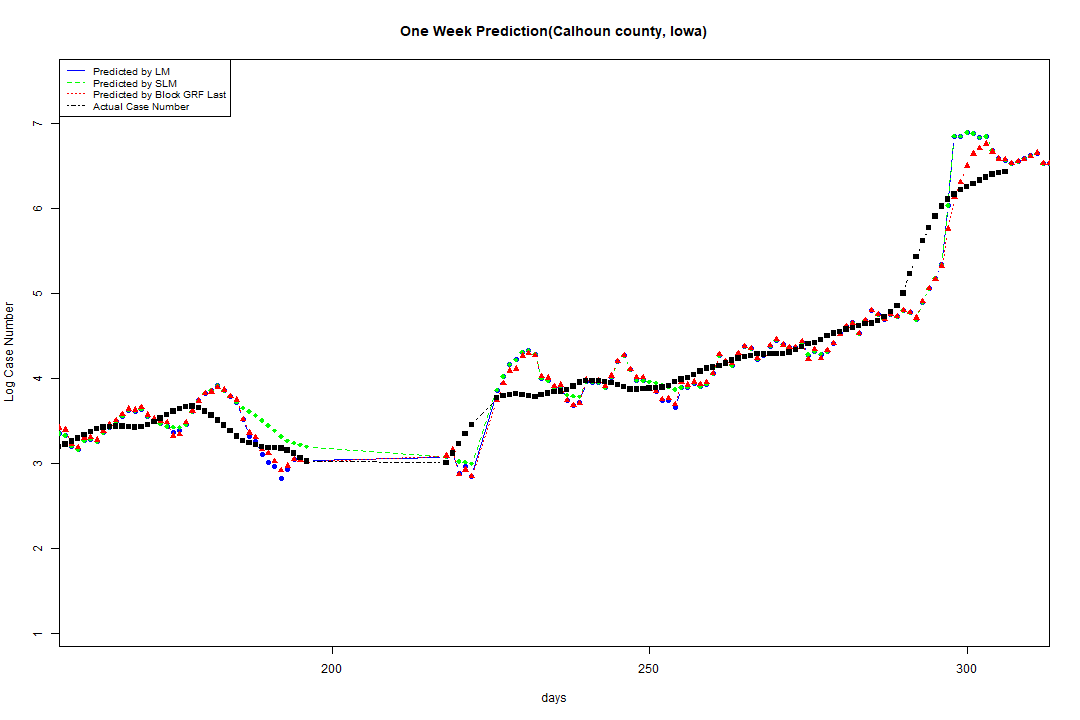 One Week Prediction(Calhoun county, Iowa)
Predicted by LM
Predicted by SLM
Predicted by Block GRF Last
Actual Case Number
7
6
5
4
3
2
1
Log Case Number
200 250 300
days